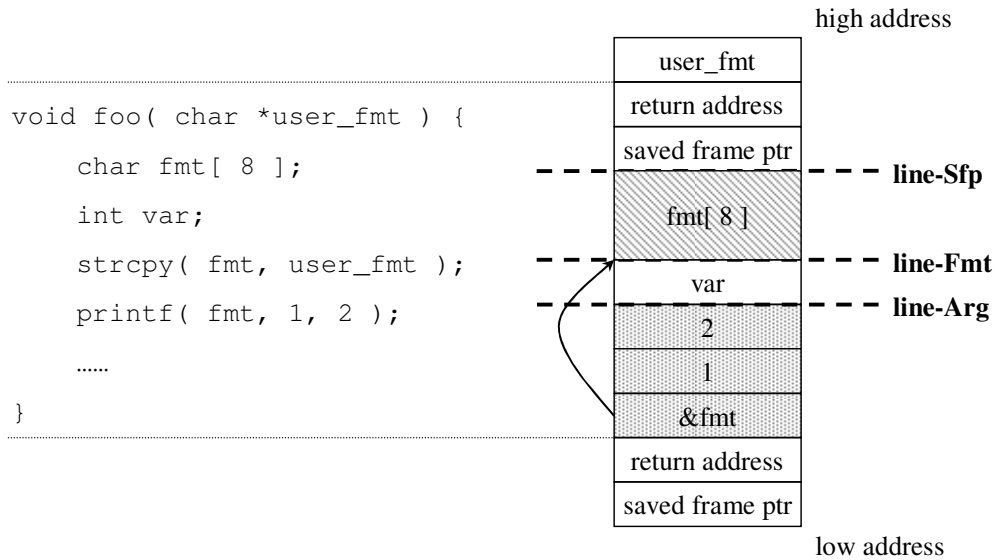 high address
void foo( char *user_fmt ) {
char fmt[ 8 ];
int var;
strcpy( fmt, user_fmt );
printf( fmt, 1, 2 );
……
}
user_fmt
return address
saved frame ptr
fmt[ 8 ]
var
2
1
&fmt
return address
saved frame ptr
line-Sfp
line-Fmt
line-Arg
low address